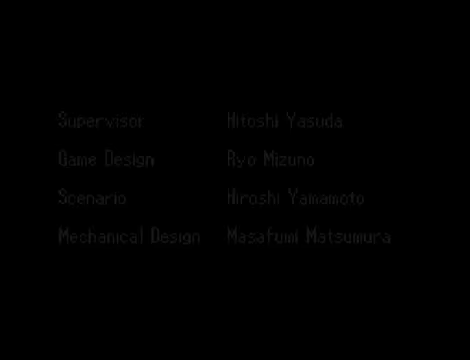 Supervisor Hitoshi Yasuda
Game Design Ryo Mizuno
Scenario Hiroshi Yamamoto
Mechanical Design Masafumi Matsumura